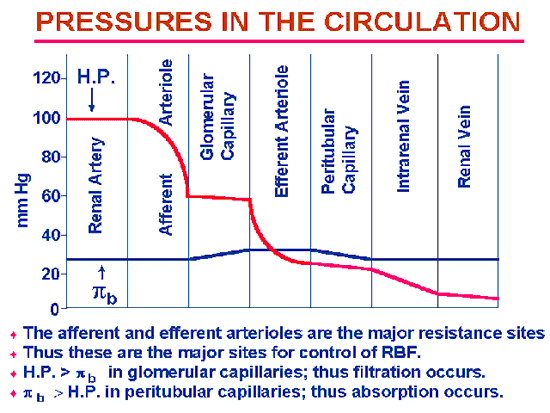 PRESSURES IN THE CIRCULATION
mm Hg
120
100
80
60
40
20
0
H.P.
πb
Renal Artery
Afferent Arteriole
Glomerular
Capillary
Efferent Arteriole
Peritubular
Capillary
Intrarenal Vein
Renal Vein
♦ The afferent and efferent arterioles are the major resistance sites
♦ Thus these are the major sites for control of RBF.
♦ H.P. > πb in glomerular capillaries; thus filtration occurs.
♦ πb > H.P. in peritubular capillaries; thus absorption occurs.